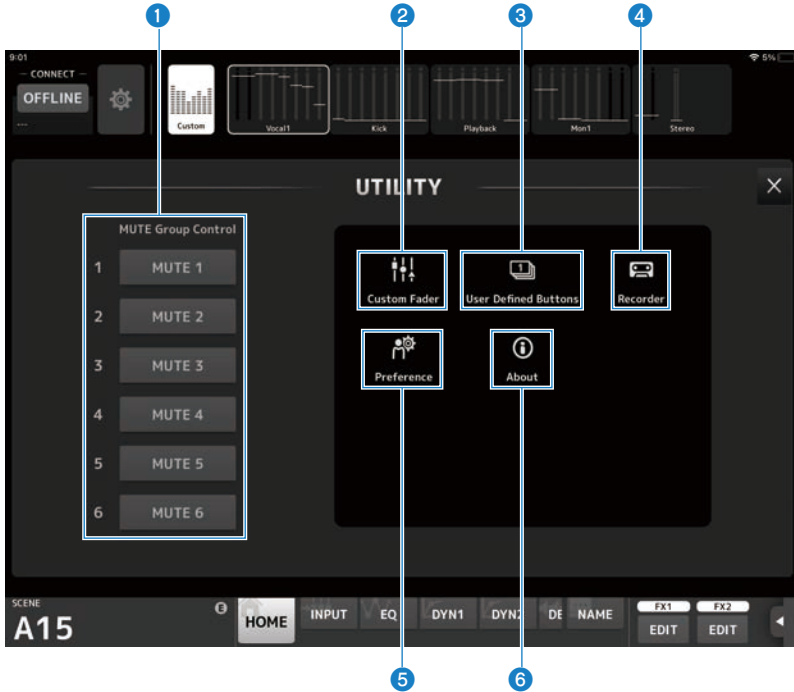 1 2 3 4
9:01 5%
CONNECT
OFFLINE
---
Custom Vocal1 Kick Playback Mon1 Stereo
UTILITY
MUTE Group Control
1 MUTE 1
2 MUTE 2
3 MUTE 3
4 MUTE 4
5 MUTE 5
6 MUTE 6
1
Custom Fader User Defined Buttons Recorder
Preference About
SCENE
A15
E
HOME INPUT EQ DYN1 DYN2 DE NAME
FX1 FX2
EDIT EDIT
5 6